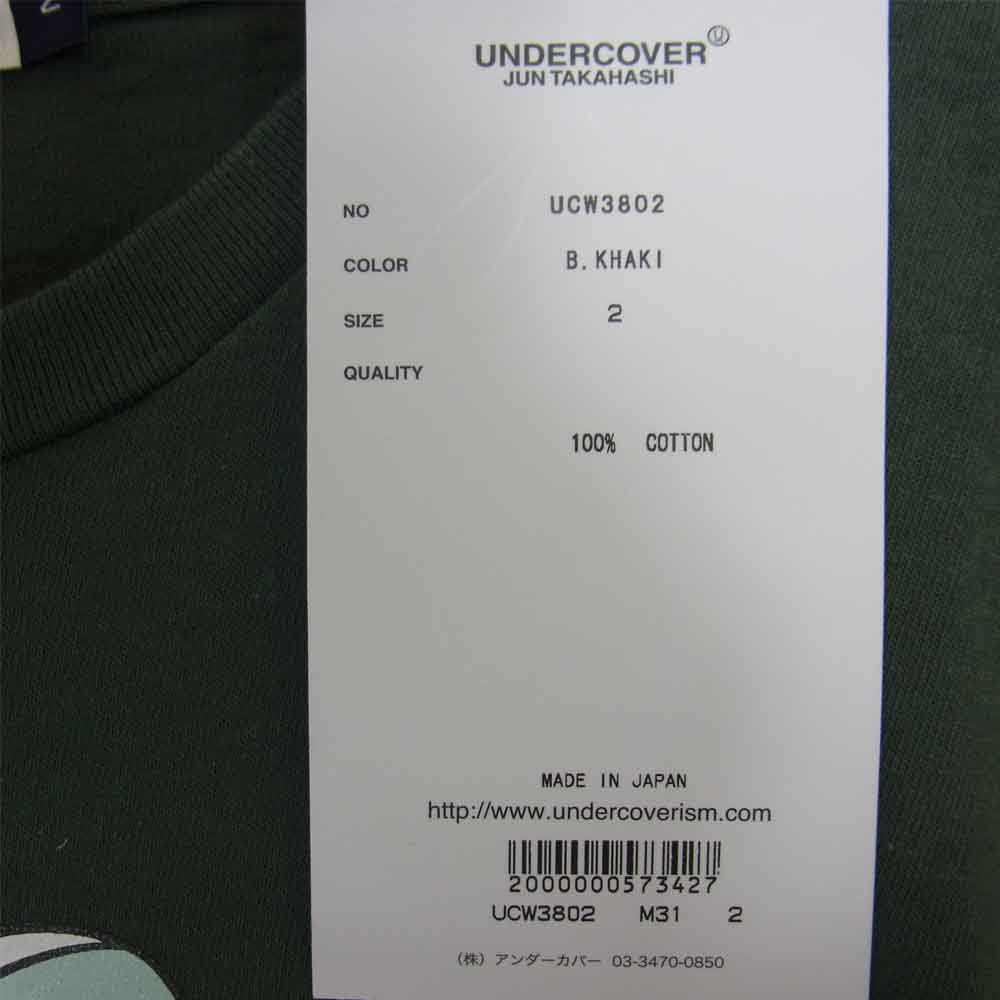 2
UNDERCOVER Ⓤ
JUN TAKAHASHI
NO UCW3802
COLOR B. KHAKI
SIZE 2
QUALITY
100% COTTON
MADE IN JAPAN
http://www.undercoverism.com
2000000573427
UCW3802 M31 2
(株) アンダーカバー 03-3470-0850